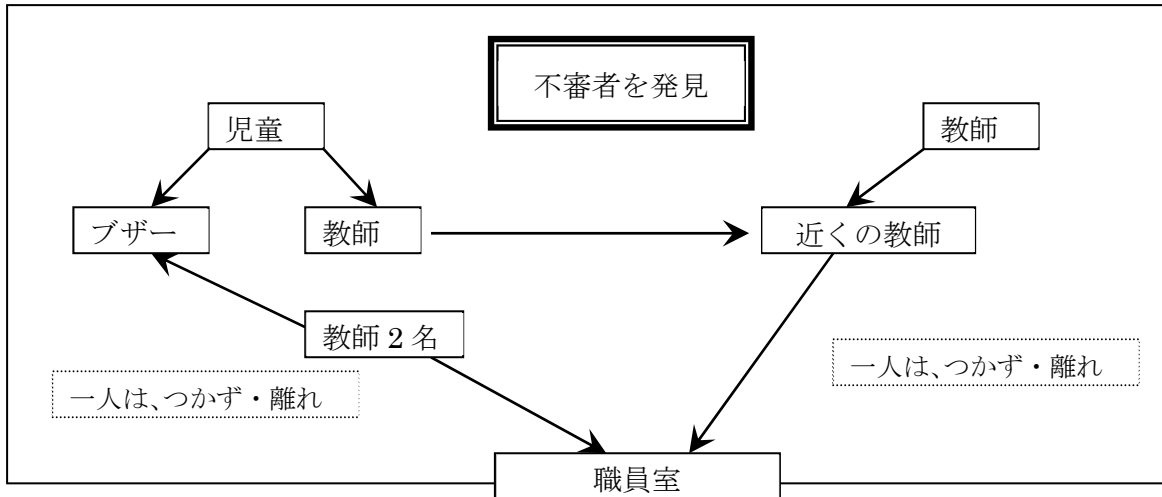 不審者を発見
児童
教師
ブザー
教師
近くの教師
教師 2 名
一人は、つかず・離れ
一人は、つかず・離れ
職員室